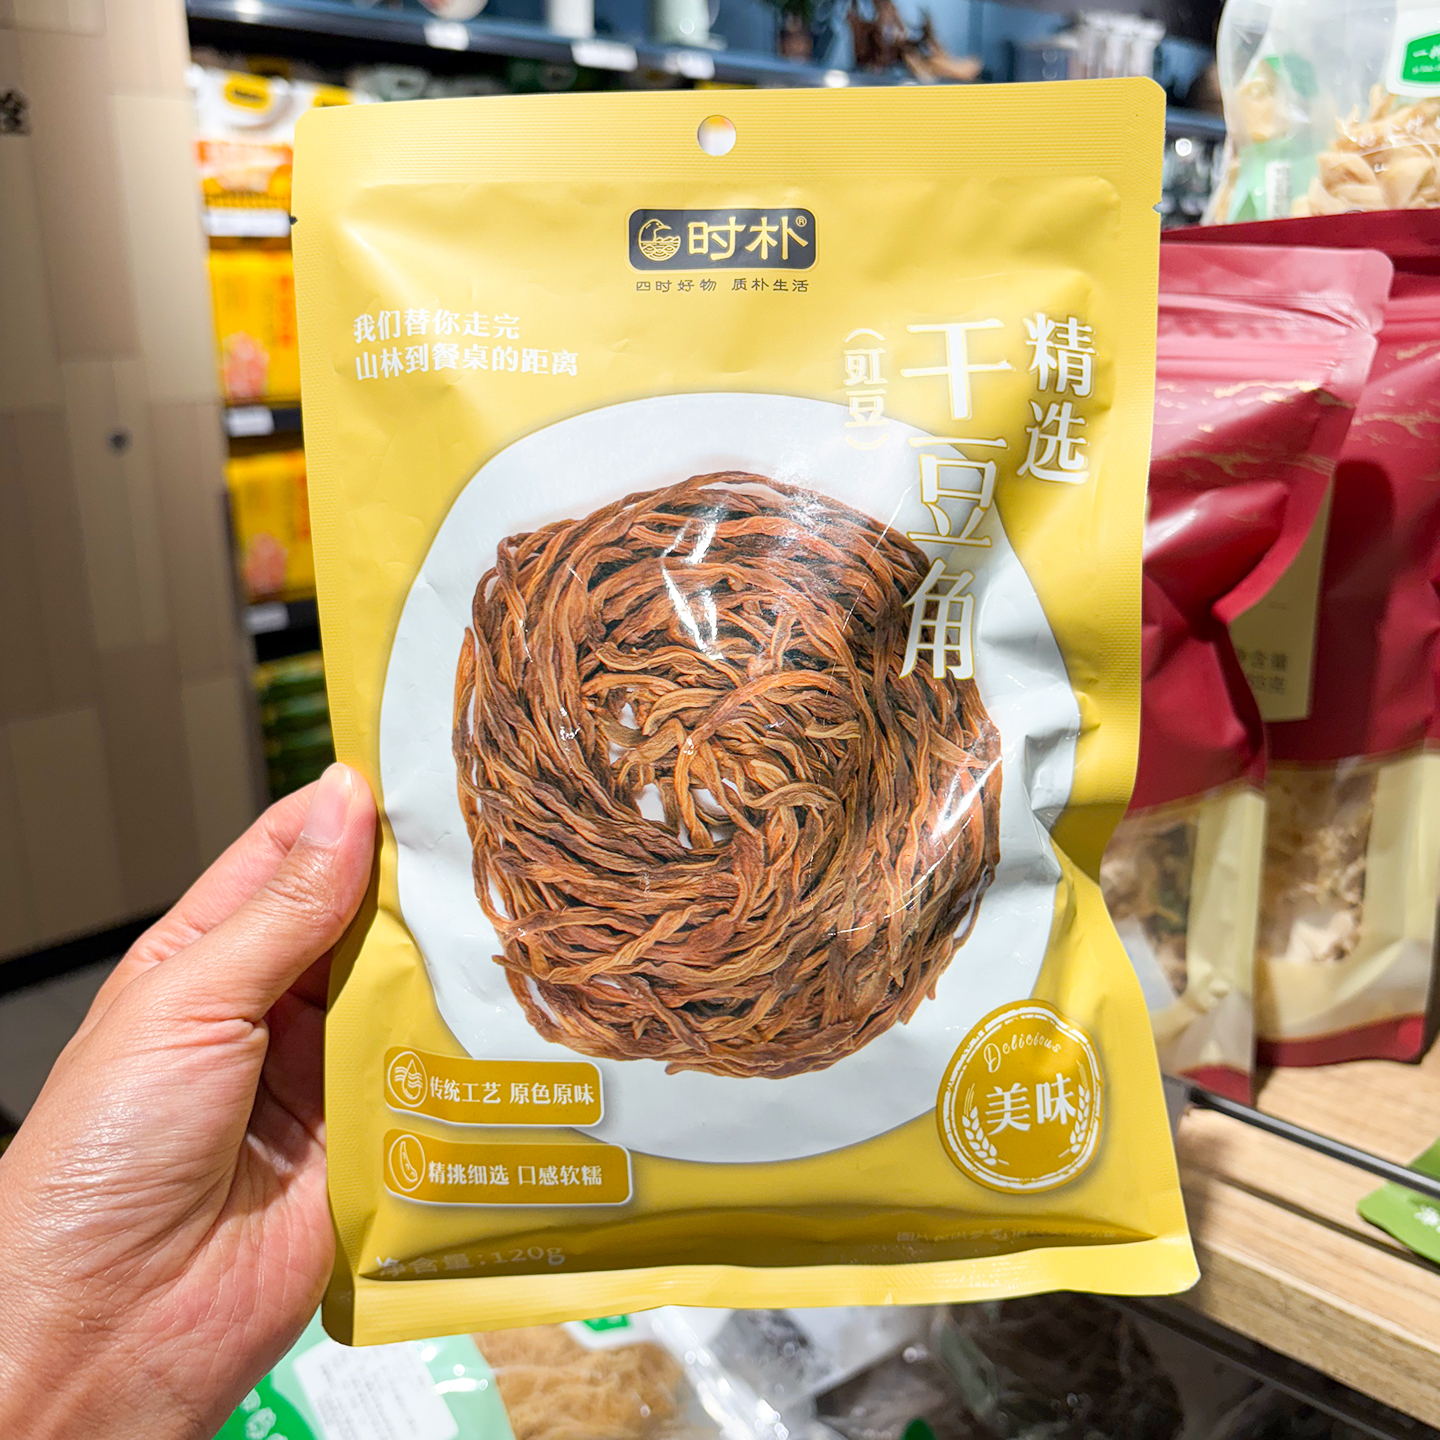 时朴®
四时好物 质朴生活
我们替你走完
山林到餐桌的距离
精选
干豆角
(豇豆)
Delicious
美味
传统工艺 原色原味
精挑细选 口感软糯
净含量:120g